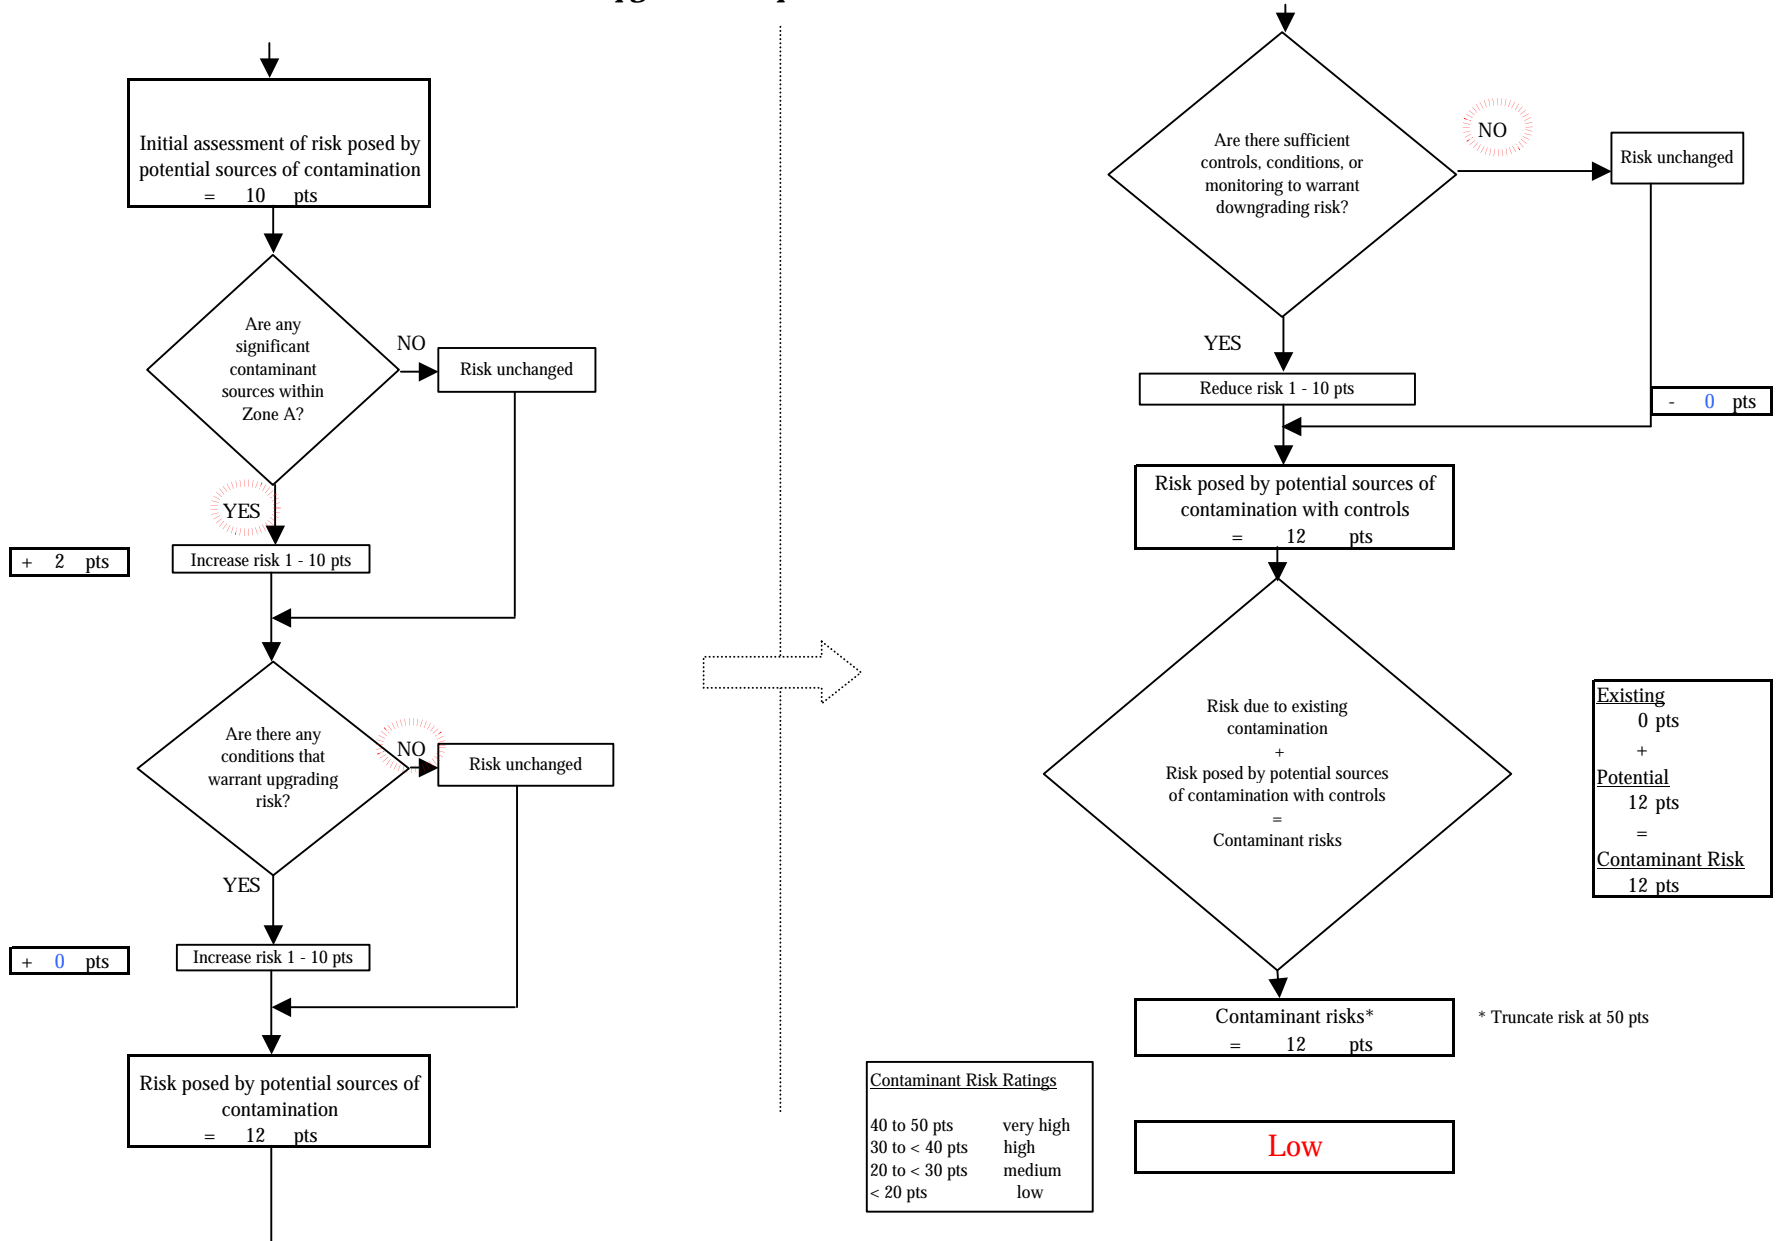 Initial assessment of risk posed by
potential sources of contamination
= 10 pts
Are any
significant
contaminant
sources within
Zone A?
NO
Risk unchanged
YES
+ 2 pts
Increase risk 1 - 10 pts
Are there any
conditions that
warrant upgrading
risk?
NO
Risk unchanged
YES
+ 0 pts
Increase risk 1 - 10 pts
Risk posed by potential sources of
contamination
= 12 pts
Are there sufficient
controls, conditions, or
monitoring to warrant
downgrading risk?
NO
Risk unchanged
YES
Reduce risk 1 - 10 pts
- 0 pts
Risk posed by potential sources of
contamination with controls
= 12 pts
Risk due to existing
contamination
+
Risk posed by potential sources
of contamination with controls
=
Contaminant risks
Existing
0 pts
+
Potential
12 pts
=
Contaminant Risk
12 pts
Contaminant risks*
= 12 pts
* Truncate risk at 50 pts
Contaminant Risk Ratings
40 to 50 pts very high
30 to < 40 pts high
20 to < 30 pts medium
< 20 pts low
Low